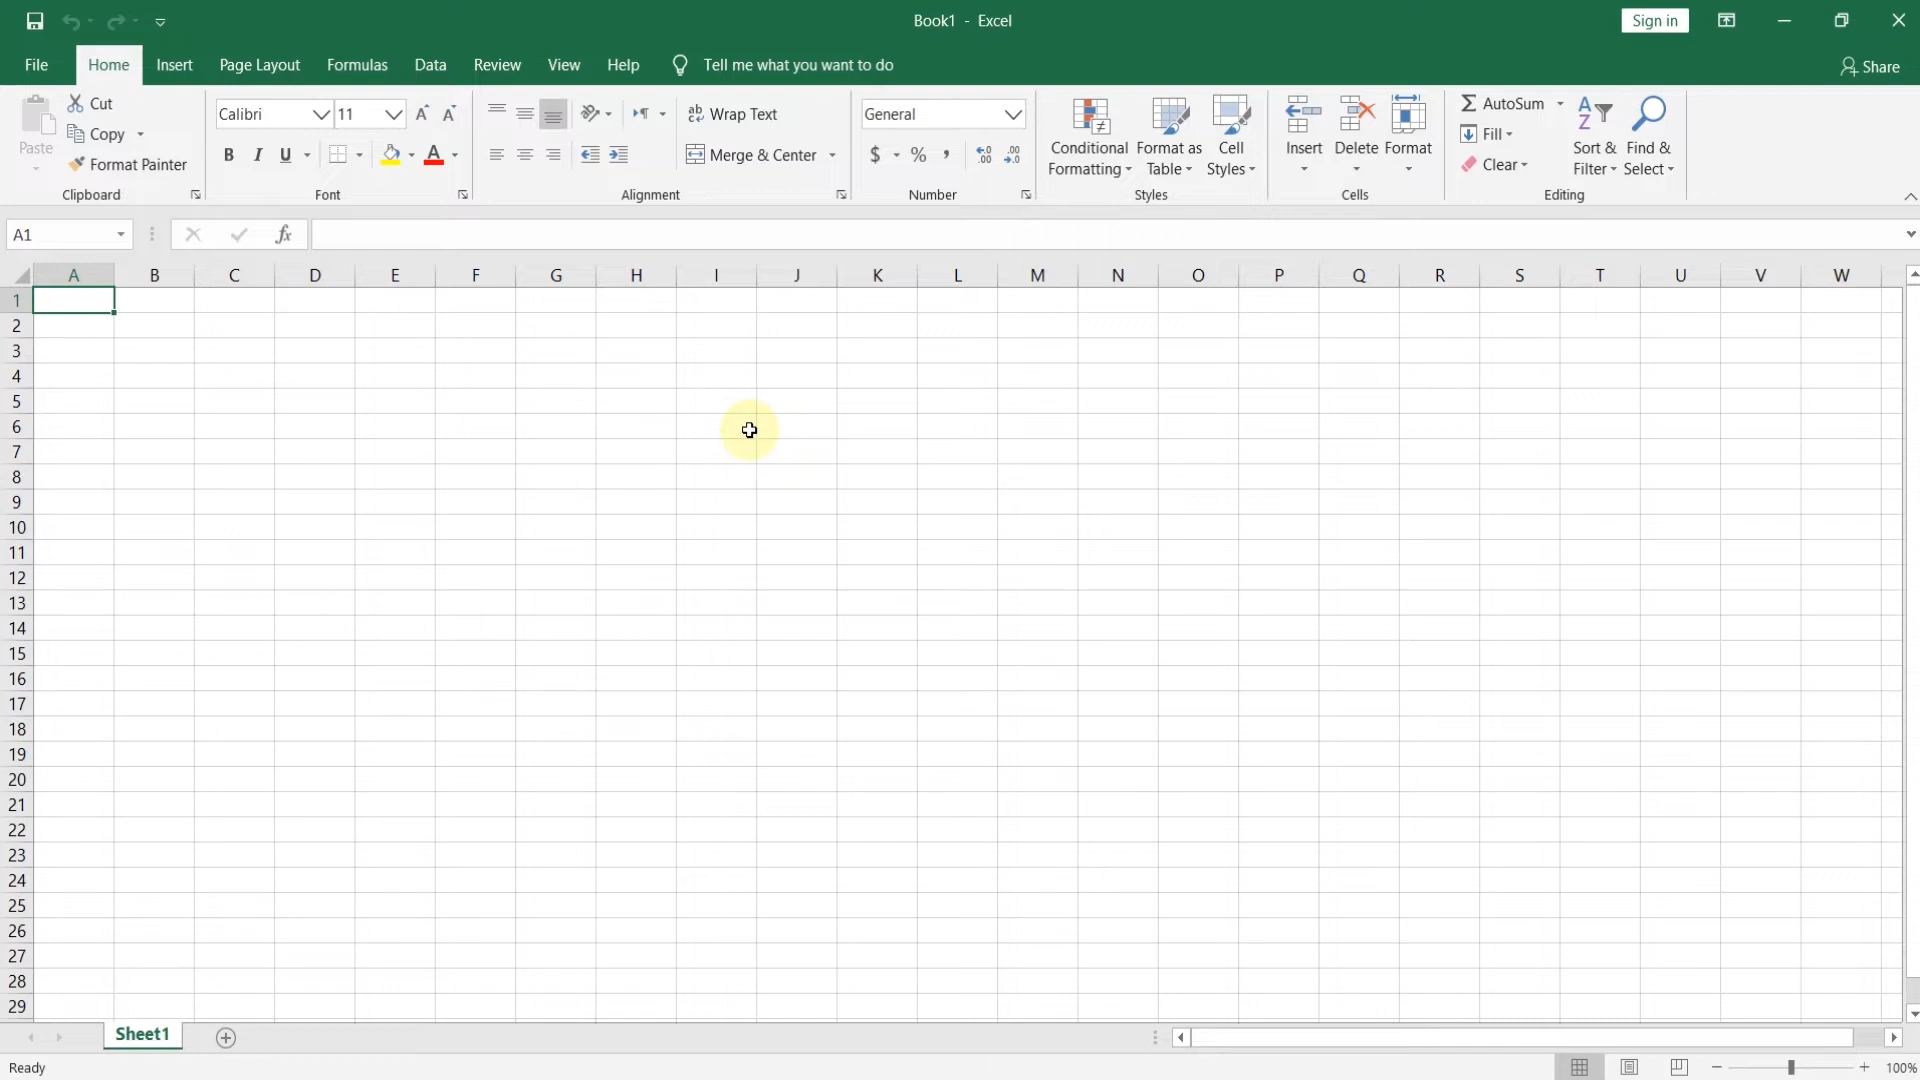 Book1 - Excel
Sign in
File Home Insert Page Layout Formulas Data Review View Help Tell me what you want to do Share
Paste Cut Copy Format Painter Clipboard
Calibri 11 B I U A Font
ab Wrap Text Merge & Center Alignment
General $ % , Number
Conditional Formatting Format as Table Cell Styles Styles
Insert Delete Format Cells
AutoSum Fill Clear Sort & Filter Find & Select Editing
A1 fx
A B C D E F G H I J K L M N O P Q R S T U V W
1
2
3
4
5
6
7
8
9
10
11
12
13
14
15
16
17
18
19
20
21
22
23
24
25
26
27
28
29
Sheet1
Ready 100%